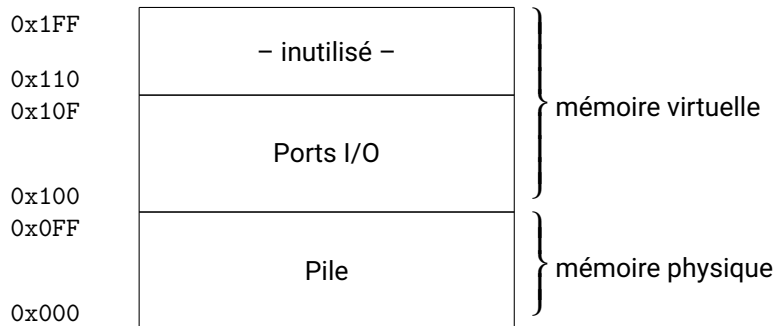 0x1FF
– inutilisé –
0x110
0x10F
mémoire virtuelle
Ports I/O
0x100
0x0FF
Pile
mémoire physique
0x000